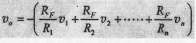 v_o = -(R_F/R_1 v_1 + R_F/R_2 v_2 + ······ + R_F/R_n v_n)